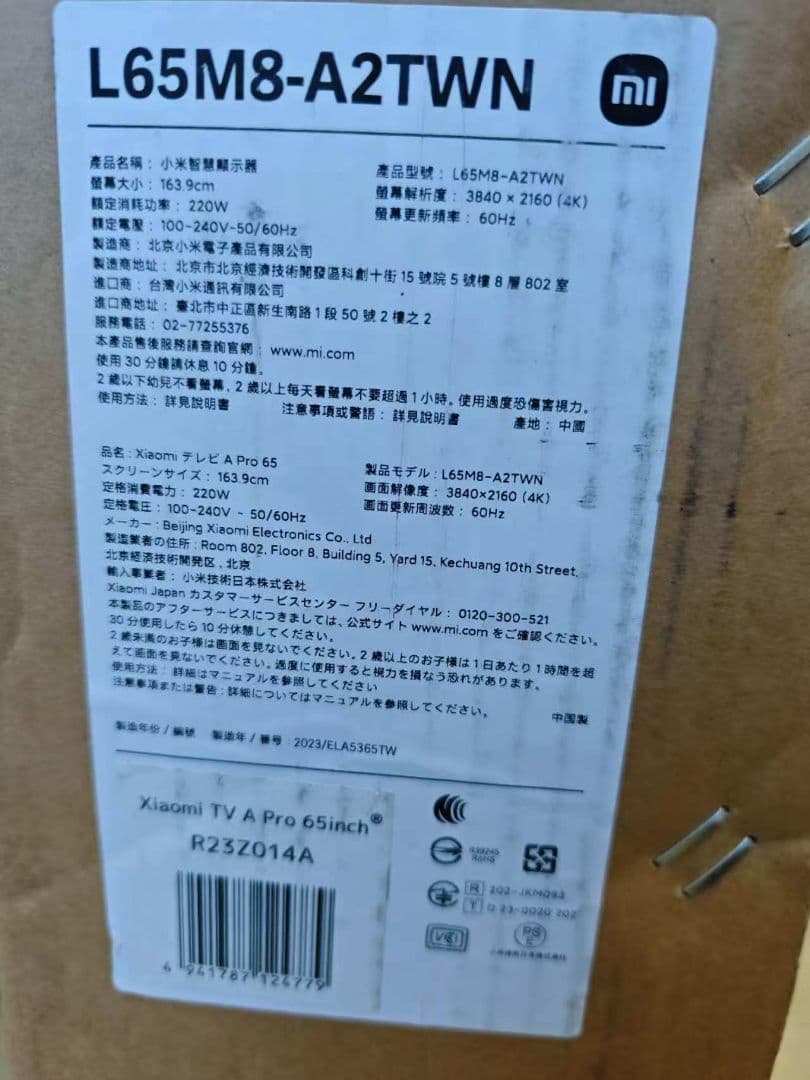 L65M8-A2TWN
mi
產品名稱：小米智慧顯示器
產品型號：L65M8-A2TWN
螢幕大小：163.9cm
螢幕解析度：3840 × 2160 (4K)
額定消耗功率：220W
螢幕更新頻率：60Hz
額定電壓：100-240V~50/60Hz
製造商：北京小米電子產品有限公司
製造商地址：北京市北京經濟技術開發區科創十街 15 號院 5 號樓 8 層 802 室
進口商：台灣小米通訊有限公司
進口商地址：臺北市中正區新生南路 1 段 50 號 2 樓之 2
服務電話：02-77255376
本產品售後服務請查詢官網：www.mi.com
使用 30 分鐘請休息 10 分鐘。
2 歲以下幼兒不看螢幕，2 歲以上每天看螢幕不要超過 1 小時。使用過度恐傷害視力。
使用方法：詳見說明書 注意事項或警語：詳見說明書 產地：中國
品名：Xiaomi テレビ A Pro 65
製品モデル：L65M8-A2TWN
スクリーンサイズ：163.9cm
画面解像度：3840×2160 (4K)
定格消費電力：220W
画面更新周波数：60Hz
定格電圧：100-240V ~ 50/60Hz
メーカー：Beijing Xiaomi Electronics Co., Ltd
製造業者の住所：Room 802, Floor 8, Building 5, Yard 15, Kechuang 10th Street,
北京経済技術開発区，北京
輸入事業者：小米技術日本株式会社
Xiaomi Japan カスタマーサービスセンター フリーダイヤル：0120-300-521
本製品のアフターサービスにつきましては、公式サイト www.mi.com をご確認ください。
30 分使用したら 10 分休憩してください。
2 歳未満のお子様は画面を見ないでください。2 歳以上のお子様は 1 日あたり 1 時間を超
えて画面を見ないでください。過度に使用すると視力を損なう恐れがあります。
使用方法：詳細はマニュアルを参照してください
注意事項または警告：詳細についてはマニュアルを参照してください。
中国製
製造年份 / 編號 製造年 / 番号：2023/ELA5365TW
Xiaomi TV A Pro 65inch®
R23Z014A
4 941787 124779
R39245
RoHS
R 202-JKM093
T D 23-0020 202
VCI
PS
E